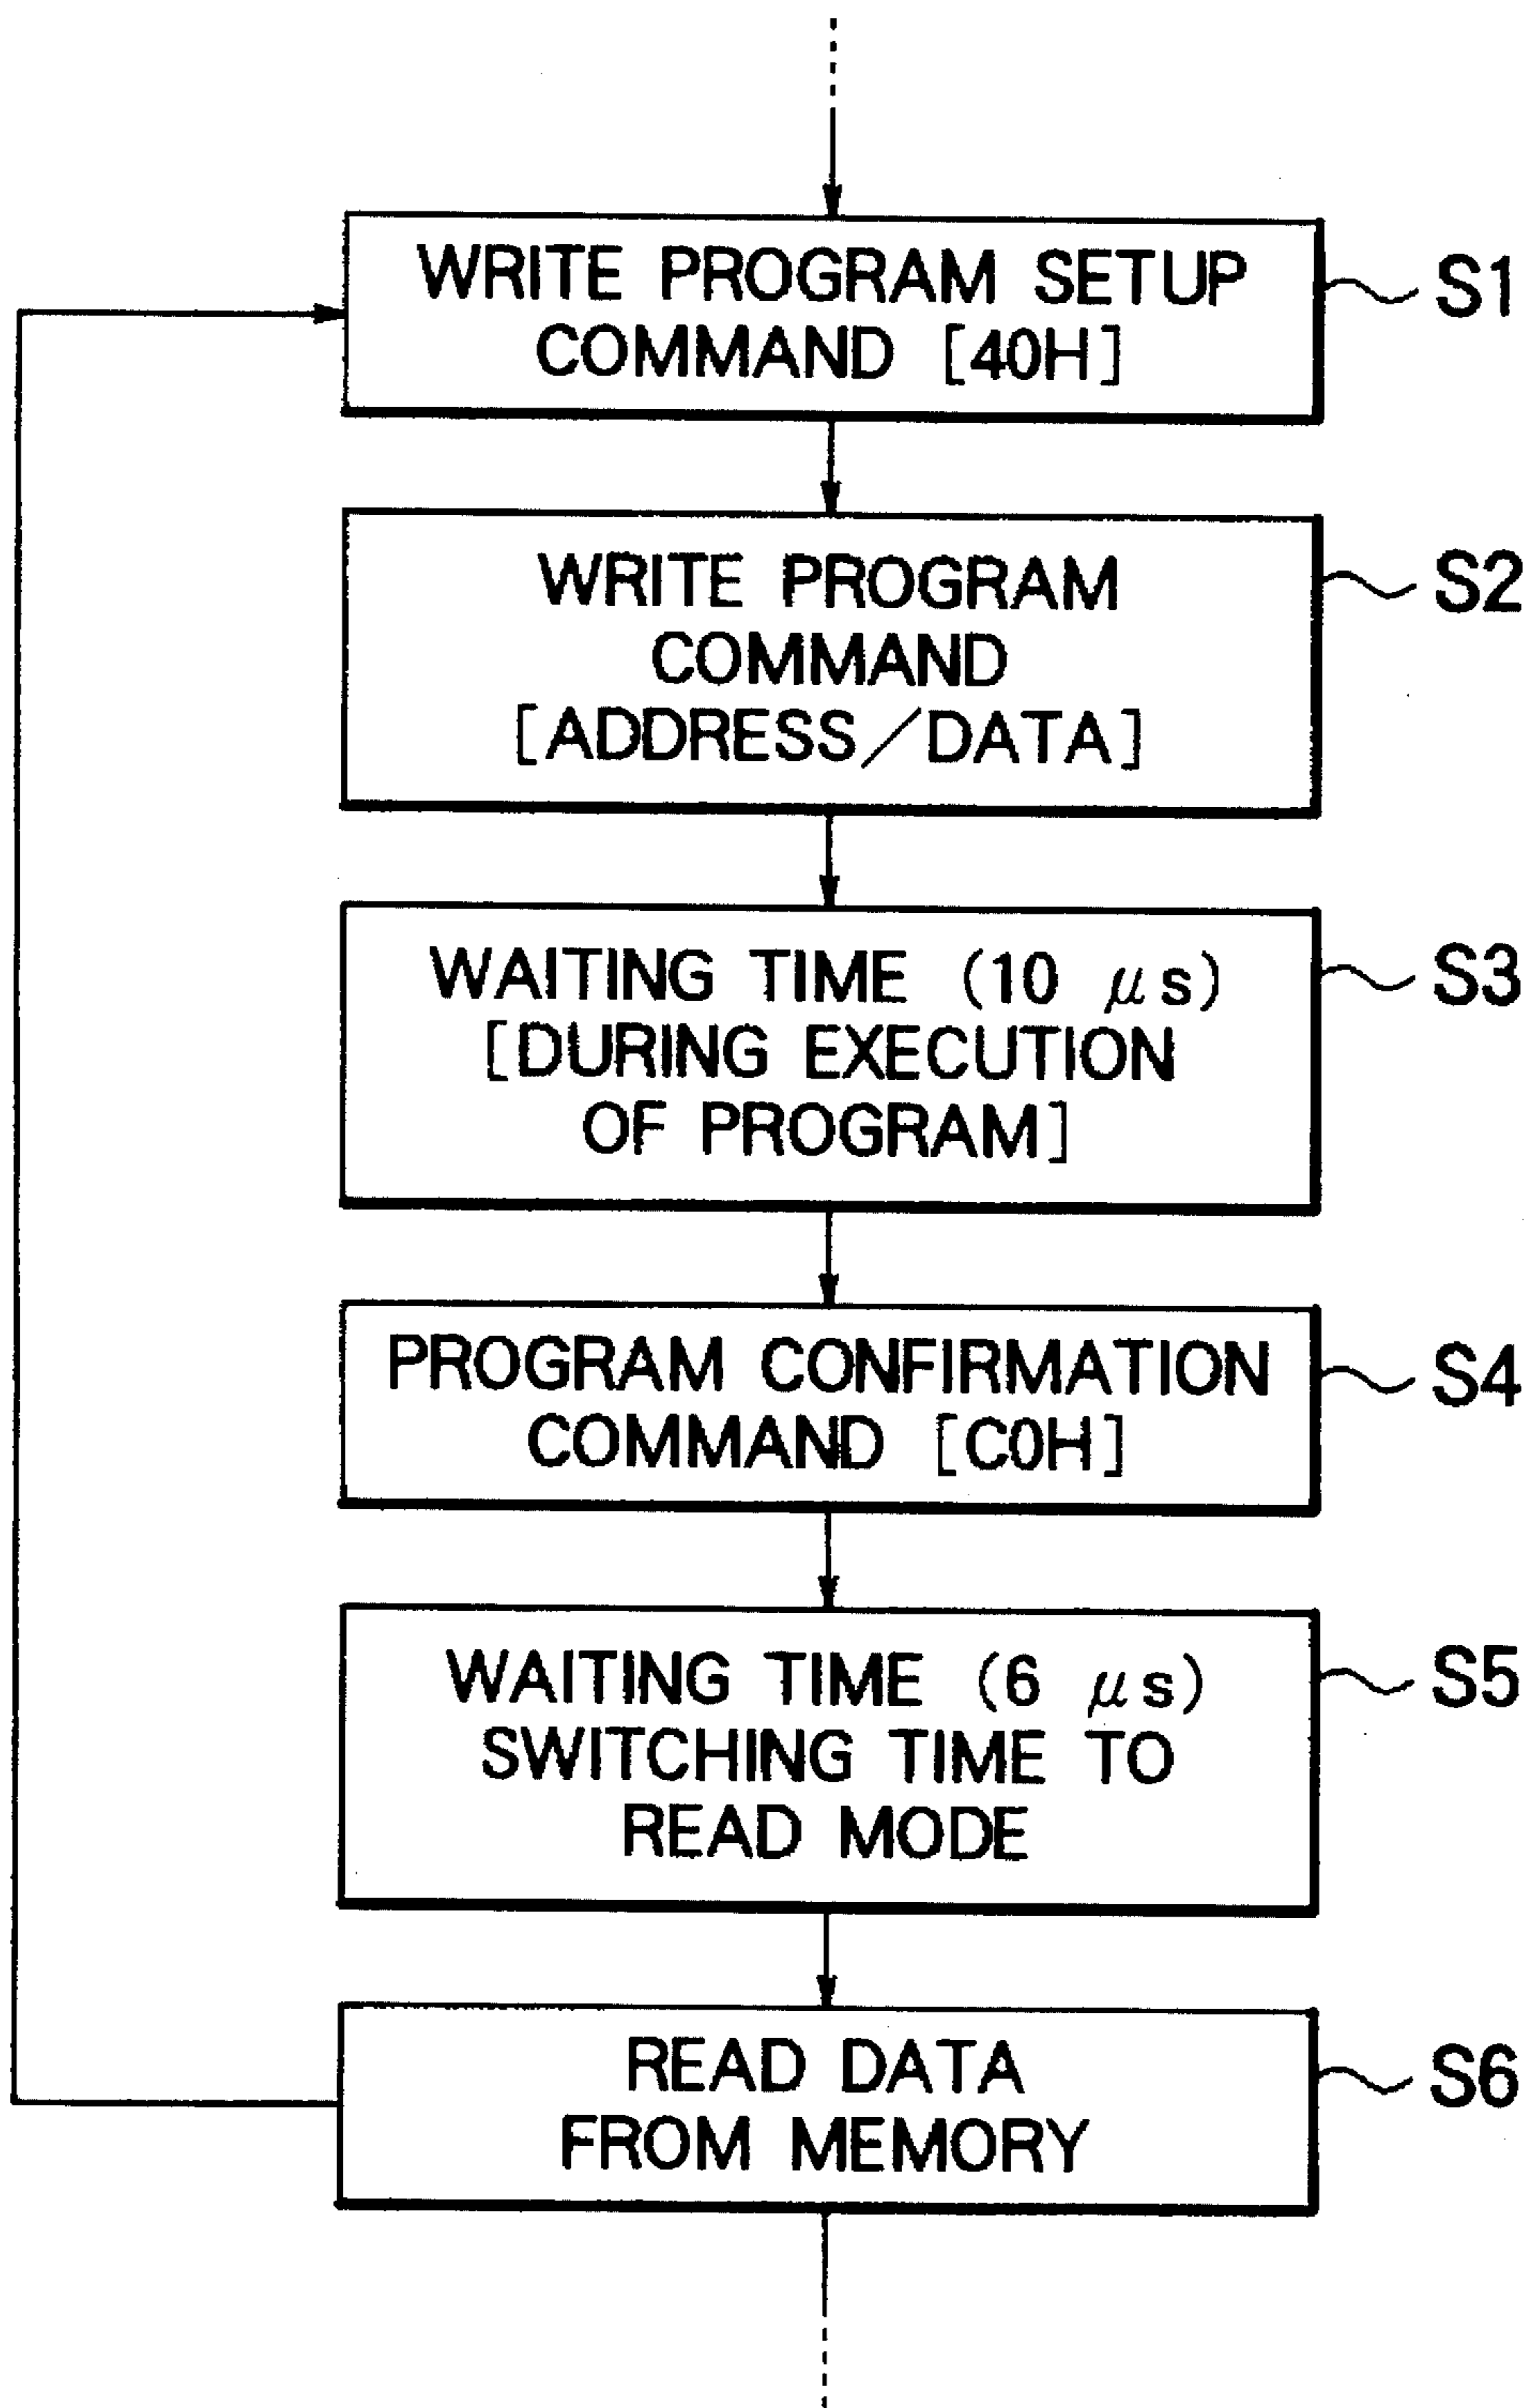 WRITE PROGRAM SETUP
COMMAND [40H]
S1
WRITE PROGRAM
COMMAND
[ADDRESS/DATA]
S2
WAITING TIME (10 μs)
[DURING EXECUTION
OF PROGRAM]
S3
PROGRAM CONFIRMATION
COMMAND [C0H]
S4
WAITING TIME (6 μs)
SWITCHING TIME TO
READ MODE
S5
READ DATA
FROM MEMORY
S6